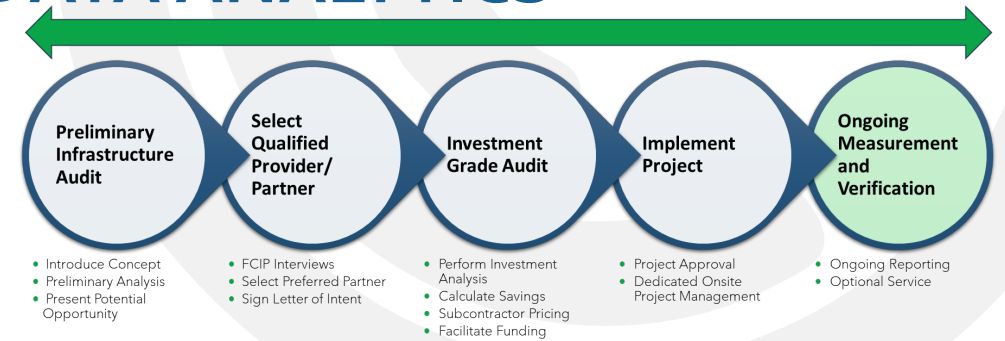 DATA ANALYTICS
Preliminary
Infrastructure
Audit
Select
Qualified
Provider/
Partner
Investment
Grade Audit
Implement
Project
Ongoing
Measurement
and
Verification
• Introduce Concept
• Preliminary Analysis
• Present Potential
Opportunity
• FCIP Interviews
• Select Preferred Partner
• Sign Letter of Intent
• Perform Investment
Analysis
• Calculate Savings
• Subcontractor Pricing
• Facilitate Funding
• Project Approval
• Dedicated Onsite
Project Management
• Ongoing Reporting
• Optional Service